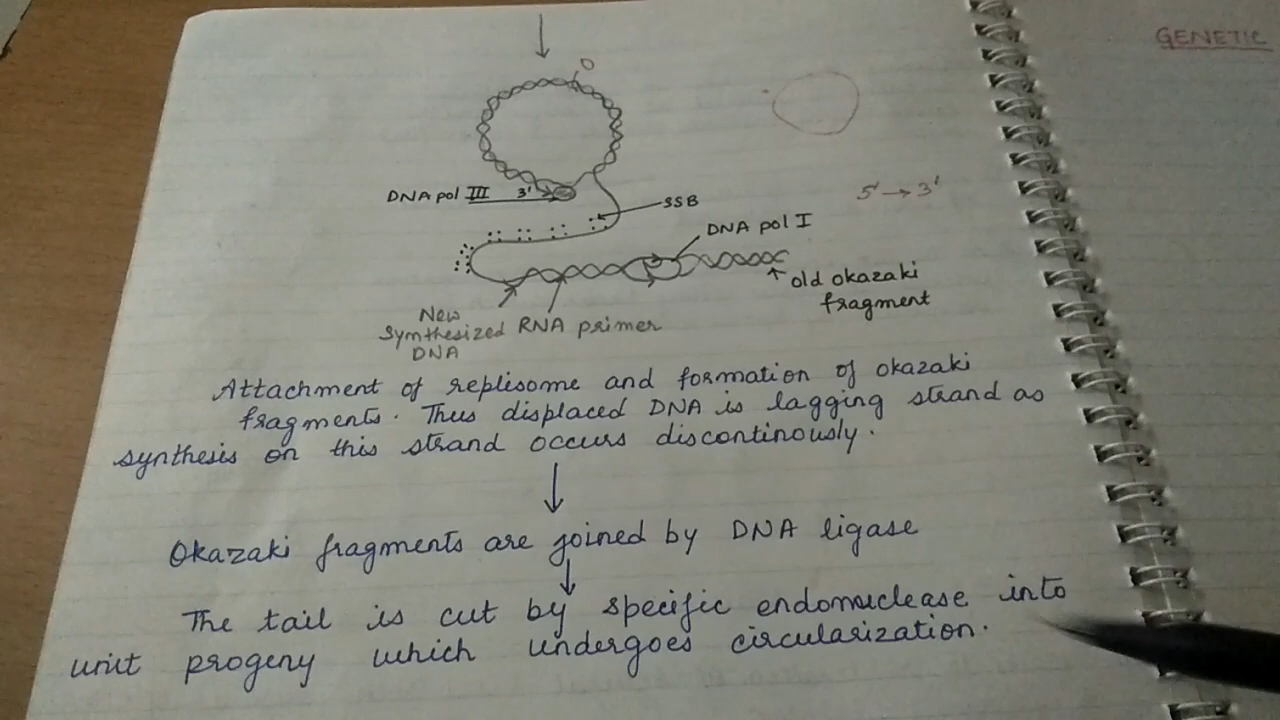 GENETIC
O
DNA pol III 3'
5' → 3'
SSB
DNA pol I
old okazaki
fragment
New
Synthesized RNA primer
DNA
Attachment of replisome and formation of okazaki
fragments. Thus displaced DNA is lagging strand as
synthesis on this strand occurs discontinously.
Okazaki fragments are joined by DNA ligase
The tail is cut by specific endonuclease into
unit progeny which undergoes circularization.